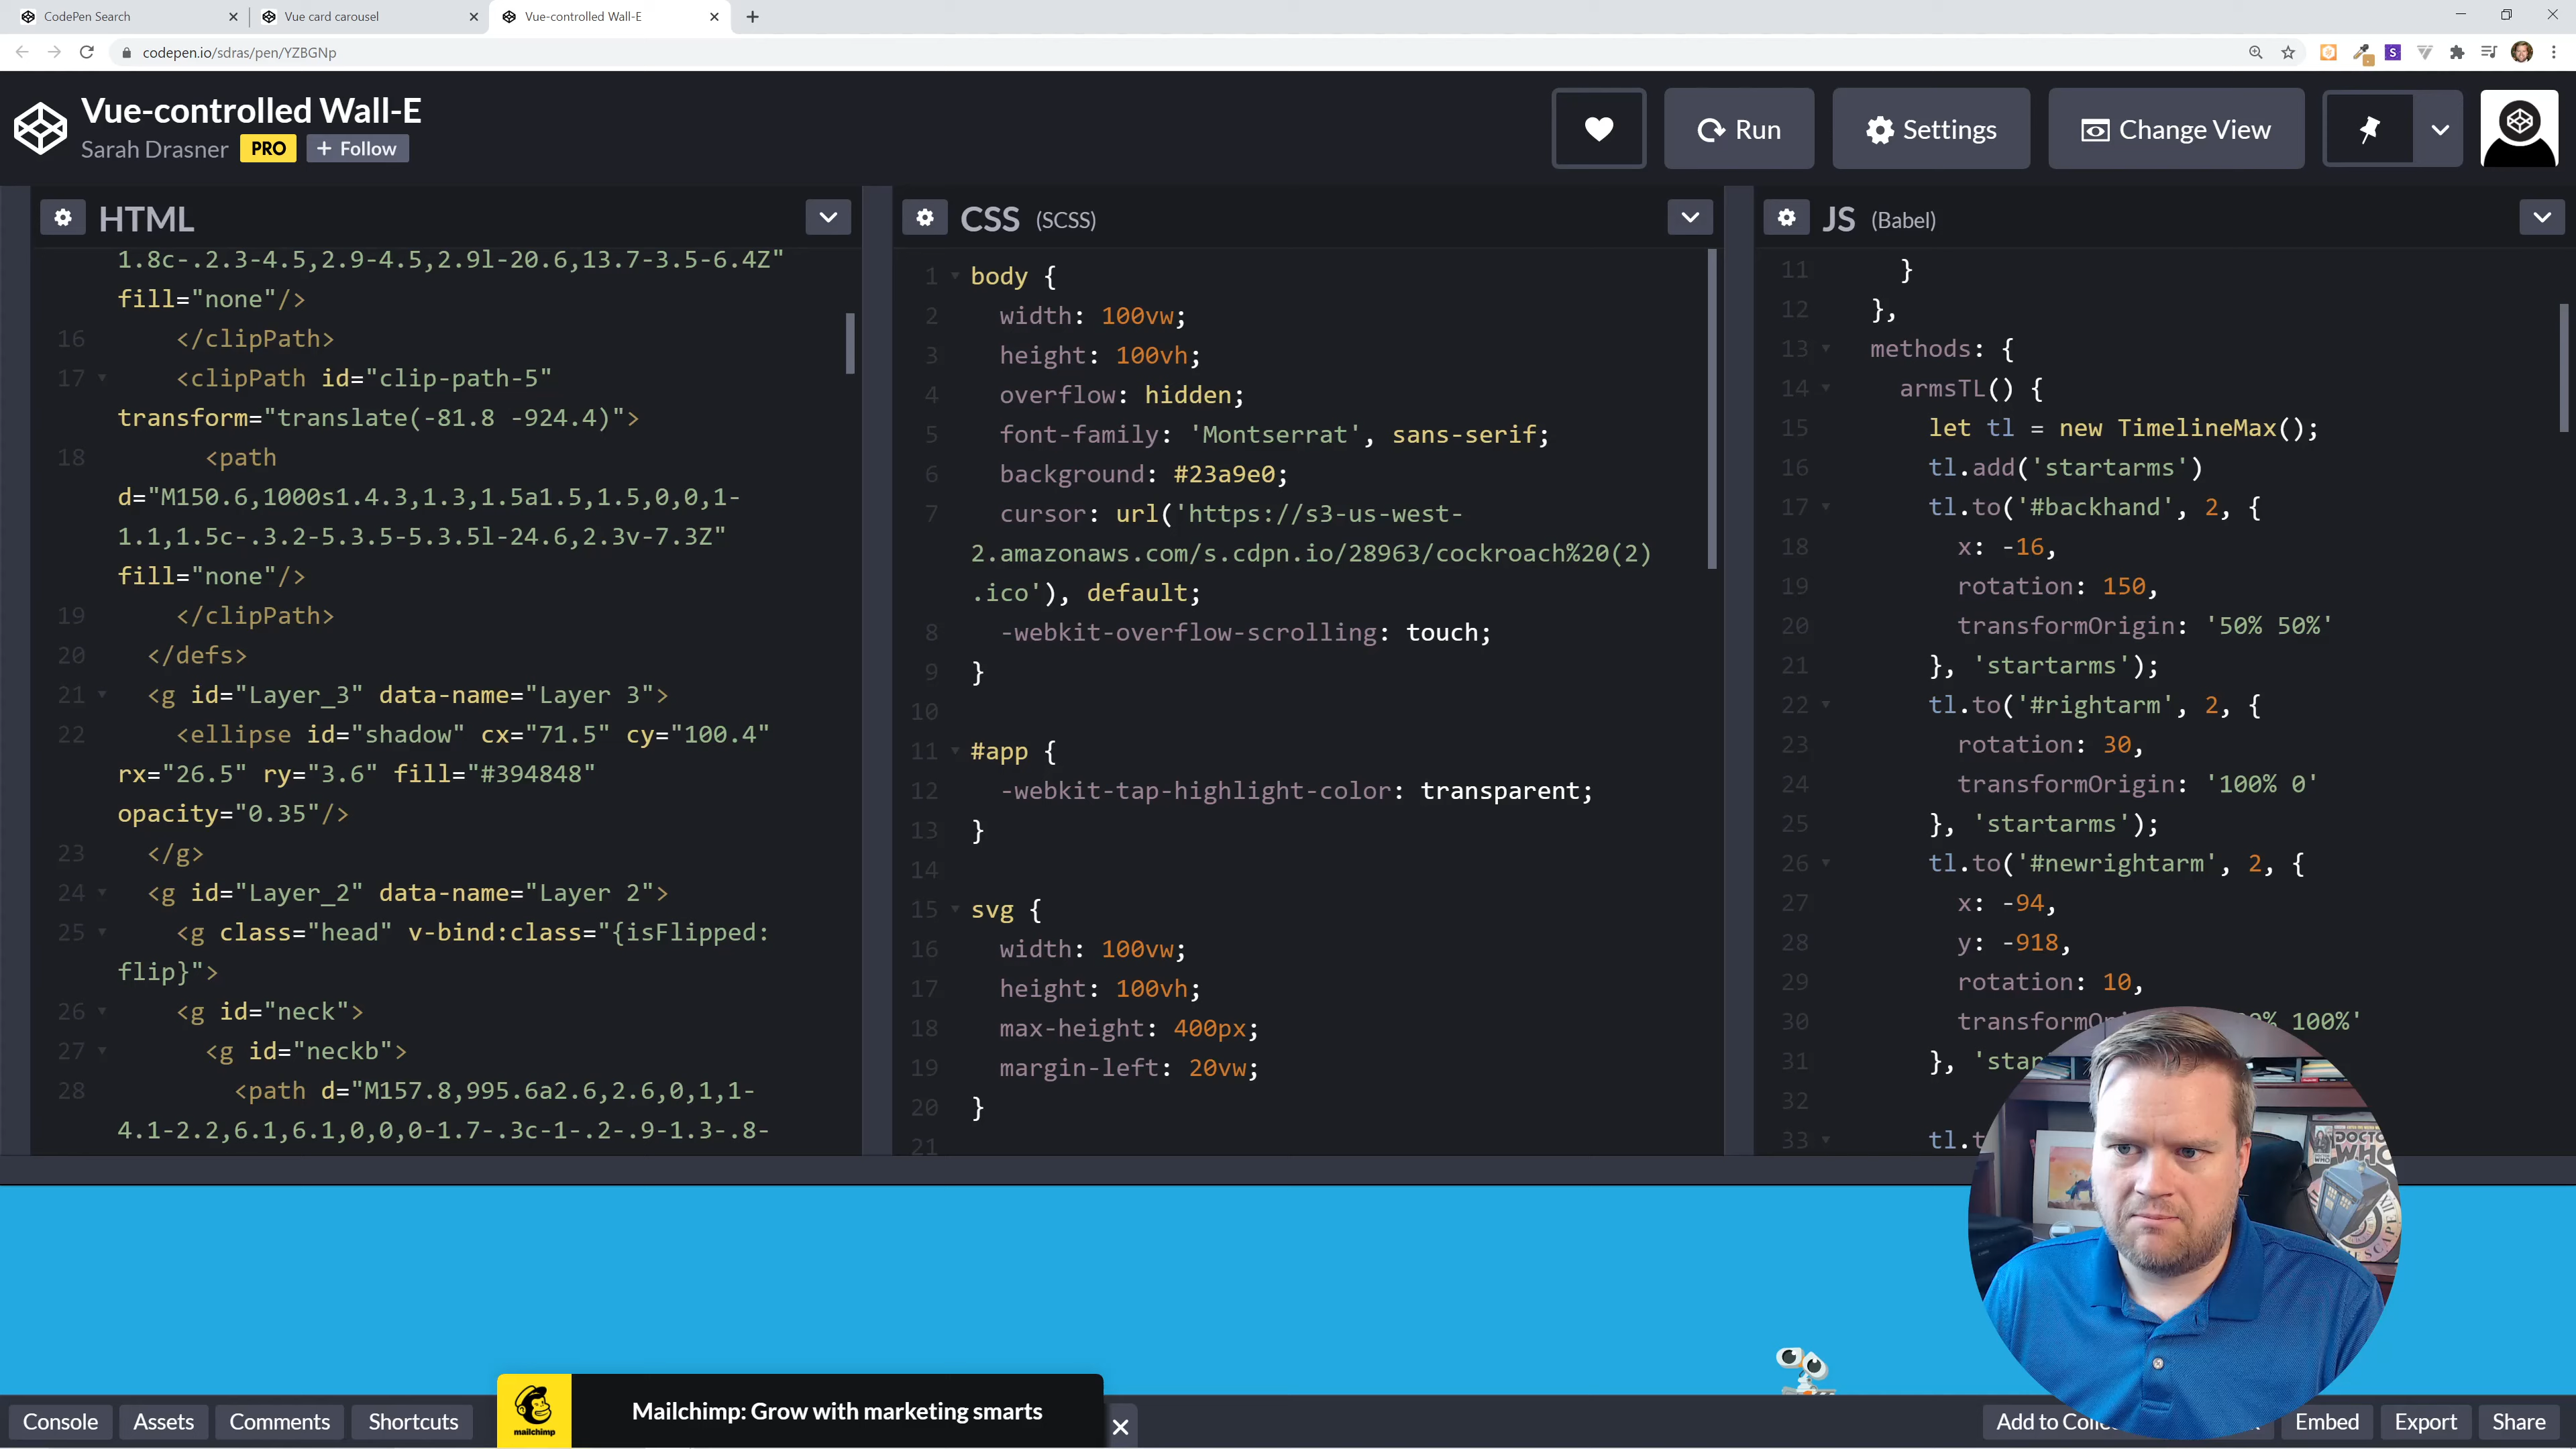 CodePen Search
Vue card carousel
Vue-controlled Wall-E
codepen.io/sdras/pen/YZBGNp
Vue-controlled Wall-E
Sarah Drasner PRO + Follow
Run
Settings
Change View
HTML
1.8c-.2.3-4.5,2.9-4.5,2.9l-20.6,13.7-3.5-6.4Z"
fill="none"/>
16 </clipPath>
17 <clipPath id="clip-path-5"
transform="translate(-81.8 -924.4)">
18 <path
d="M150.6,1000s1.4.3,1.3,1.5a1.5,1.5,0,0,1-
1.1,1.5c-.3.2-5.3.5-5.3.5l-24.6,2.3v-7.3Z"
fill="none"/>
19 </clipPath>
20 </defs>
21 <g id="Layer_3" data-name="Layer 3">
22 <ellipse id="shadow" cx="71.5" cy="100.4"
rx="26.5" ry="3.6" fill="#394848"
opacity="0.35"/>
23 </g>
24 <g id="Layer_2" data-name="Layer 2">
25 <g class="head" v-bind:class="{isFlipped:
flip}">
26 <g id="neck">
27 <g id="neckb">
28 <path d="M157.8,995.6a2.6,2.6,0,1,1-
4.1-2.2,6.1,6.1,0,0,0-1.7-.3c-1-.2-.9-1.3-.8-
CSS (SCSS)
1 body {
2 width: 100vw;
3 height: 100vh;
4 overflow: hidden;
5 font-family: 'Montserrat', sans-serif;
6 background: #23a9e0;
7 cursor: url('https://s3-us-west-
2.amazonaws.com/s.cdpn.io/28963/cockroach%20(2)
.ico'), default;
8 -webkit-overflow-scrolling: touch;
9 }
10
11 #app {
12 -webkit-tap-highlight-color: transparent;
13 }
14
15 svg {
16 width: 100vw;
17 height: 100vh;
18 max-height: 400px;
19 margin-left: 20vw;
20 }
21
JS (Babel)
11 }
12 },
13 methods: {
14 armsTL() {
15 let tl = new TimelineMax();
16 tl.add('startarms')
17 tl.to('#backhand', 2, {
18 x: -16,
19 rotation: 150,
20 transformOrigin: '50% 50%'
21 }, 'startarms');
22 tl.to('#rightarm', 2, {
23 rotation: 30,
24 transformOrigin: '100% 0'
25 }, 'startarms');
26 tl.to('#newrightarm', 2, {
27 x: -94,
28 y: -918,
29 rotation: 10,
30 transformO % 100%'
31 }, 'star
32
33 tl.t
DOCTOR
WHO
mailchimp
Mailchimp: Grow with marketing smarts
Console
Assets
Comments
Shortcuts
Add to Colle
Embed
Export
Share